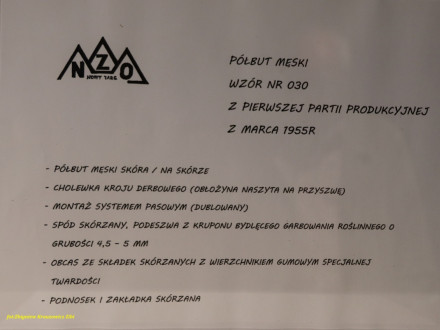 NZO
NOWY TARG
PÓŁBUT MĘSKI
WZÓR NR 030
Z PIERWSZEJ PARTII PRODUKCYJNEJ
Z MARCA 1955R
- PÓŁBUT MĘSKI SKÓRA / NA SKÓRZE
- CHOLEWKA KROJU DERBOWEGO (OBŁOŻYNA NASZYTA NA PRZYSZWĘ)
- MONTAŻ SYSTEMEM PASOWYM (DUBLOWANY)
- SPÓD SKÓRZANY, PODESZWA Z KRUPONU BYDLĘCEGO GARBOWANIA ROŚLINNEGO O
GRUBOŚCI 4,5 – 5 MM
- OBCAS ZE SKŁADEK SKÓRZANYCH Z WIERZCHNIKIEM GUMOWYM SPECJALNEJ
TWARDOŚCI
- PODNOSEK I ZAKŁADKA SKÓRZANA